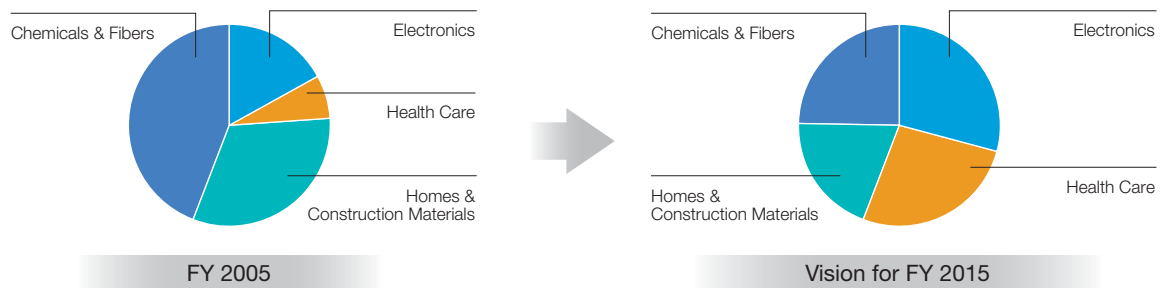 Chemicals & Fibers
Electronics
Health Care
Homes &
Construction Materials
FY 2005
Chemicals & Fibers
Electronics
Homes &
Construction Materials
Health Care
Vision for FY 2015